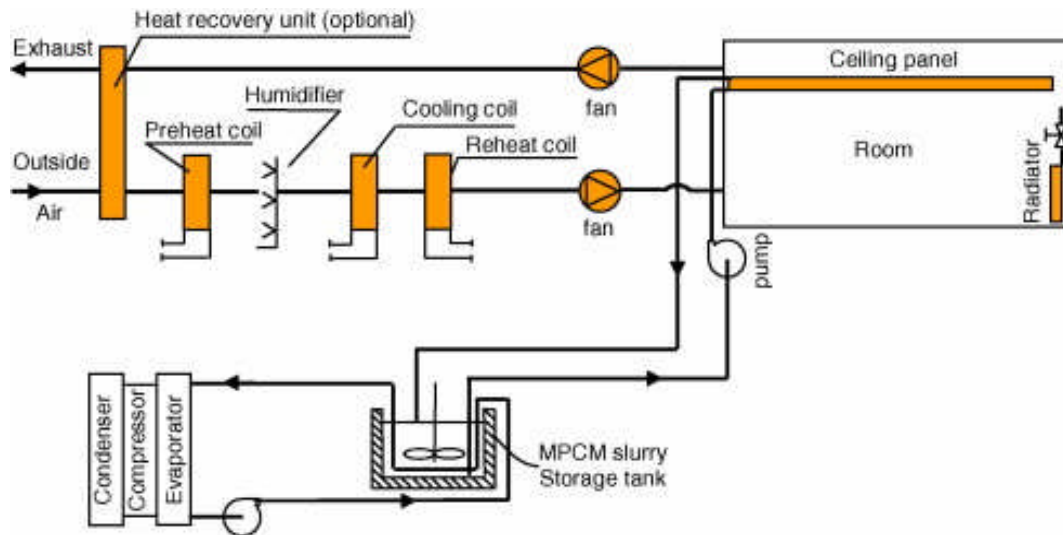 Heat recovery unit (optional)
Exhaust
Ceiling panel
fan
Humidifier
Cooling coil
Preheat coil
Reheat coil
Outside
Air
Room
Radiator
fan
pump
MPCM slurry
Storage tank
Condenser
Compressor
Evaporator